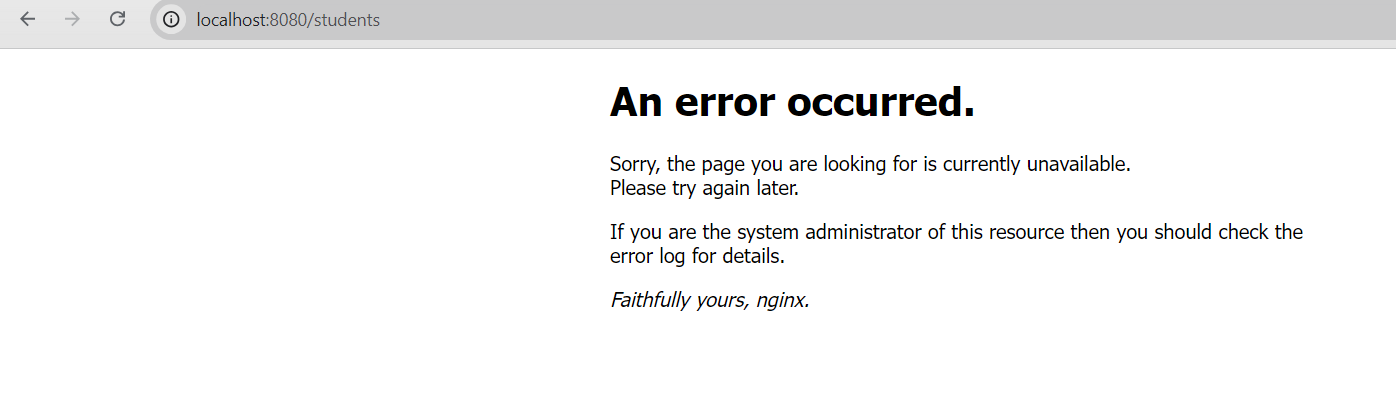 localhost:8080/students
An error occurred.
Sorry, the page you are looking for is currently unavailable.
Please try again later.
If you are the system administrator of this resource then you should check the
error log for details.
Faithfully yours, nginx.